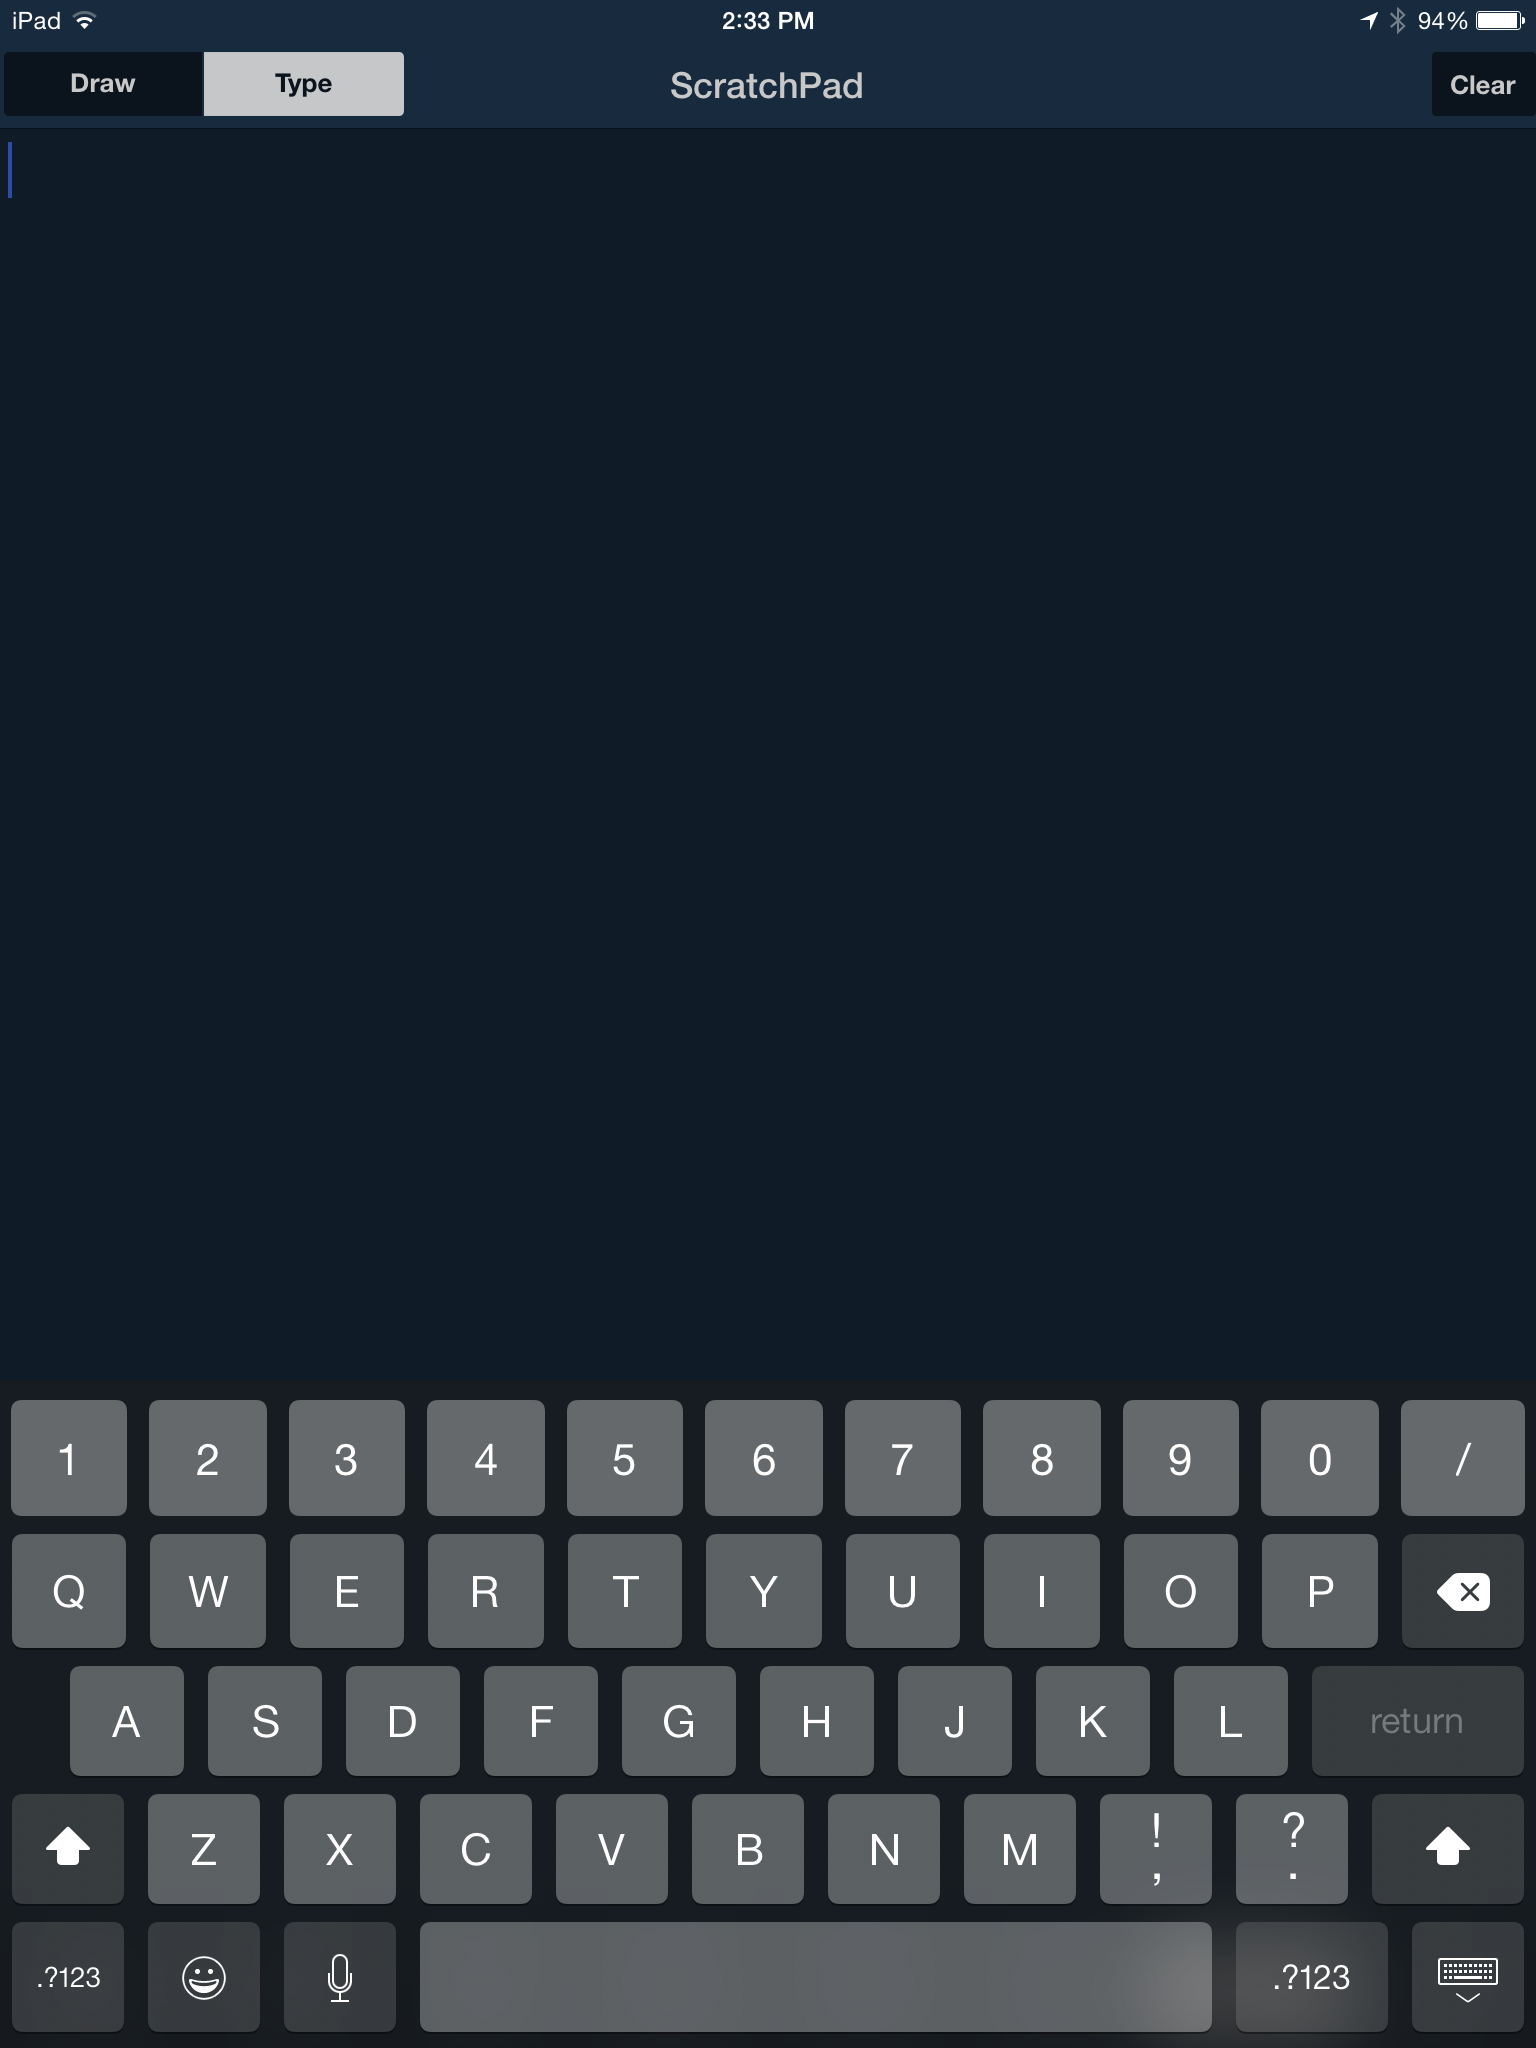 iPad 2:33 PM 94%
Draw Type ScratchPad Clear
1 2 3 4 5 6 7 8 9 0 /
Q W E R T Y U I O P
A S D F G H J K L return
Z X C V B N M ! , ? .
.?123 .?123